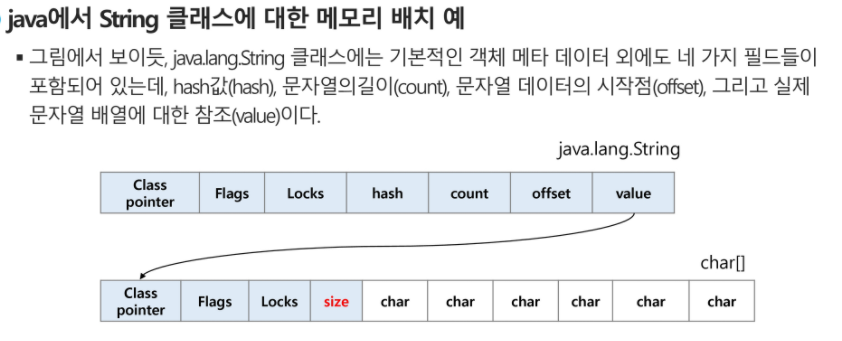 java에서 String 클래스에 대한 메모리 배치 예
▪ 그림에서 보이듯, java.lang.String 클래스에는 기본적인 객체 메타 데이터 외에도 네 가지 필드들이
포함되어 있는데, hash값(hash), 문자열의길이(count), 문자열 데이터의 시작점(offset), 그리고 실제
문자열 배열에 대한 참조(value)이다.
java.lang.String
Class pointer Flags Locks hash count offset value
char[]
Class pointer Flags Locks size char char char char char char